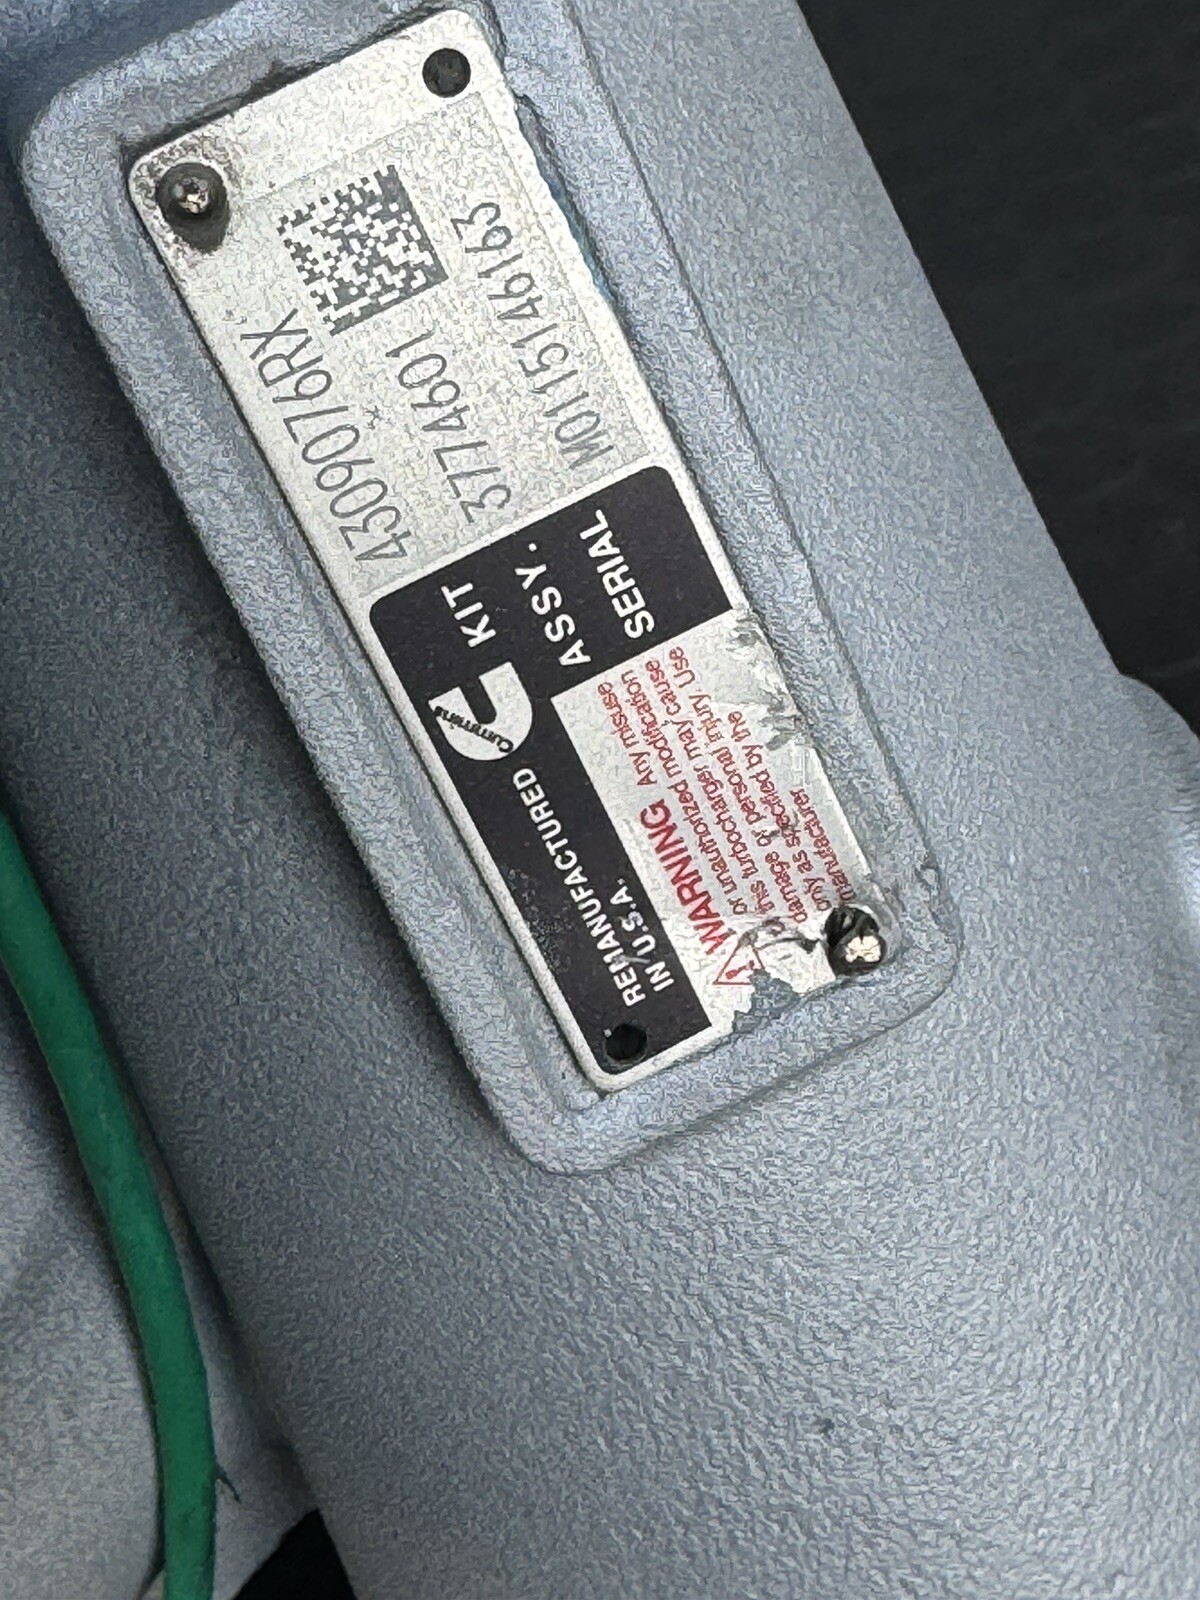 Cummins
KIT 4309076RX
ASSY. 3774601
SERIAL M0115146163
REMANUFACTURED
IN U.S.A.
WARNING Any misuse
or unauthorized modification
this turbocharger may cause
damage or personal injury. Use
only as specified by the
manufacturer